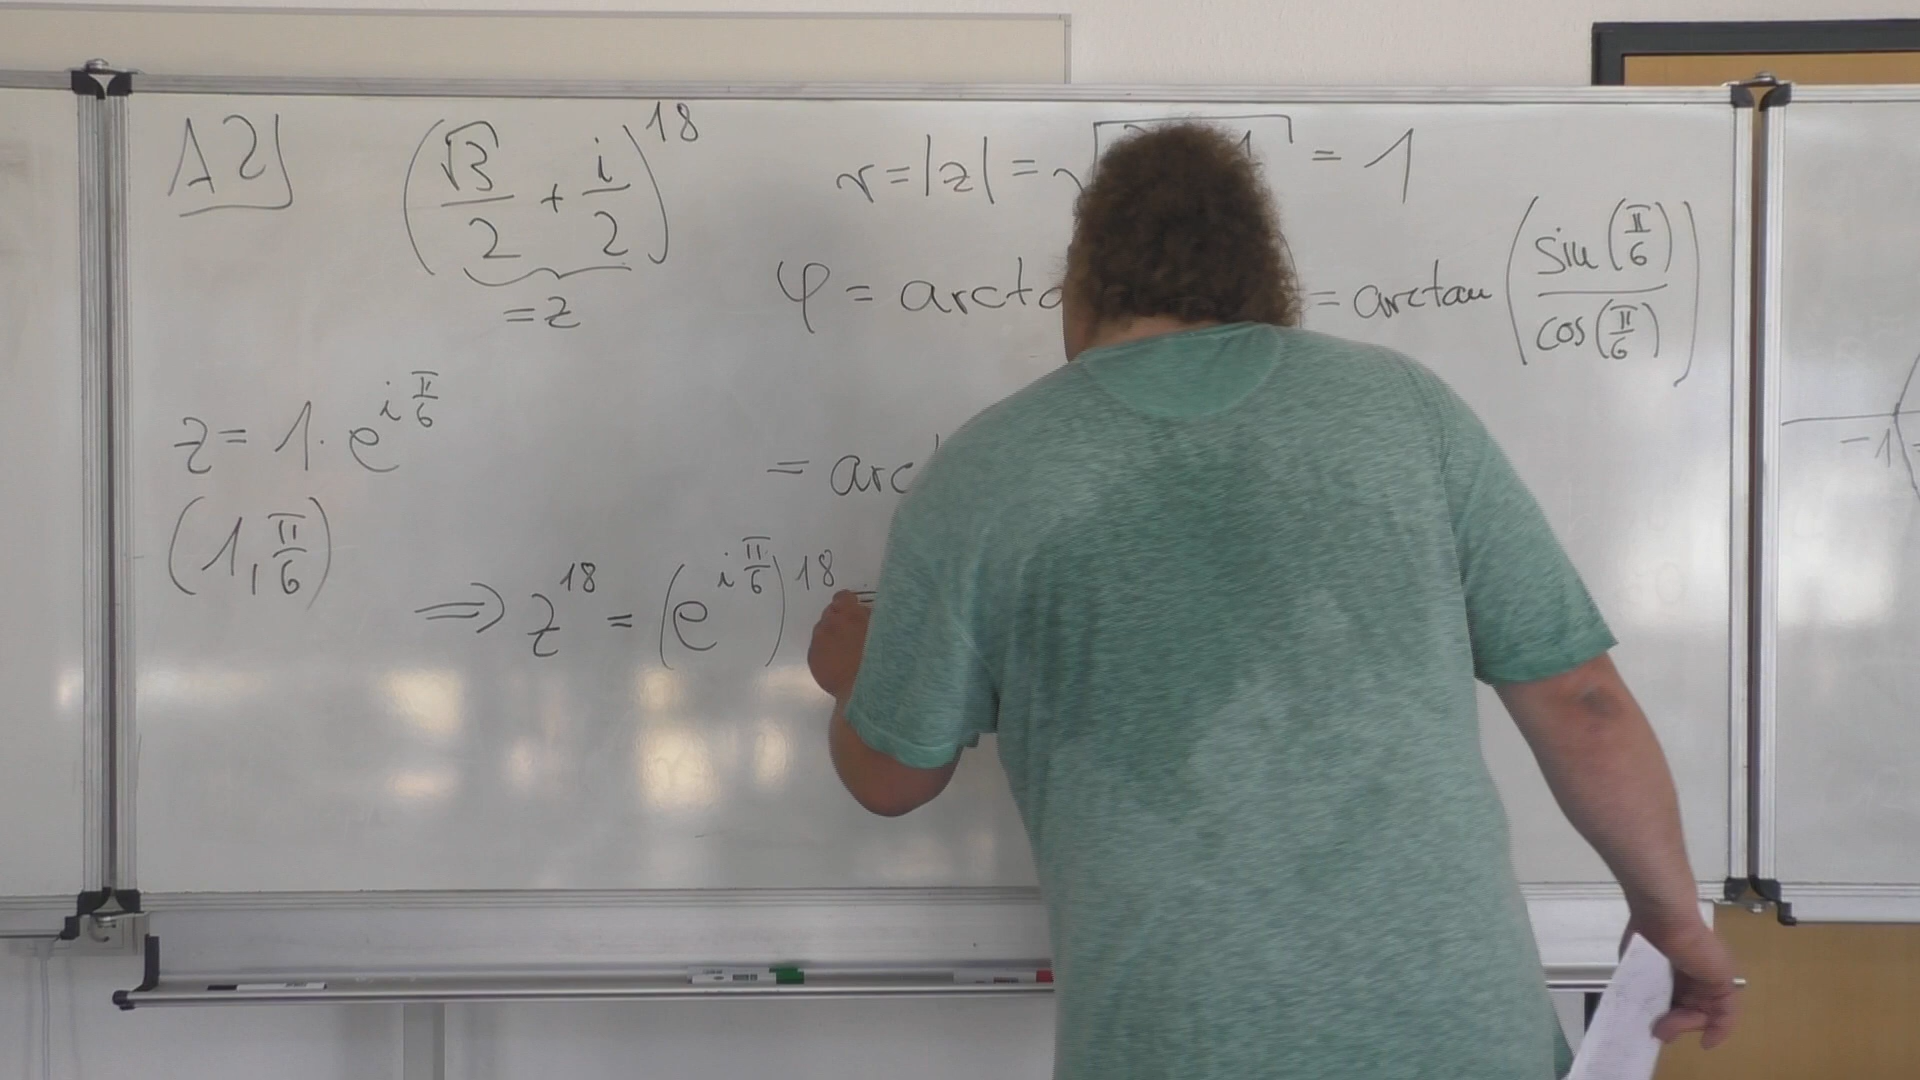 A2) (√3/2 + i/2)^18
= z
r = |z| = √ = 1
φ = arcta = arctan (sin(π/6) / cos(π/6))
z = 1 · e^(i π/6)
= arc
(1, π/6)
⇒ z^18 = (e^(i π/6))^18 =
-1